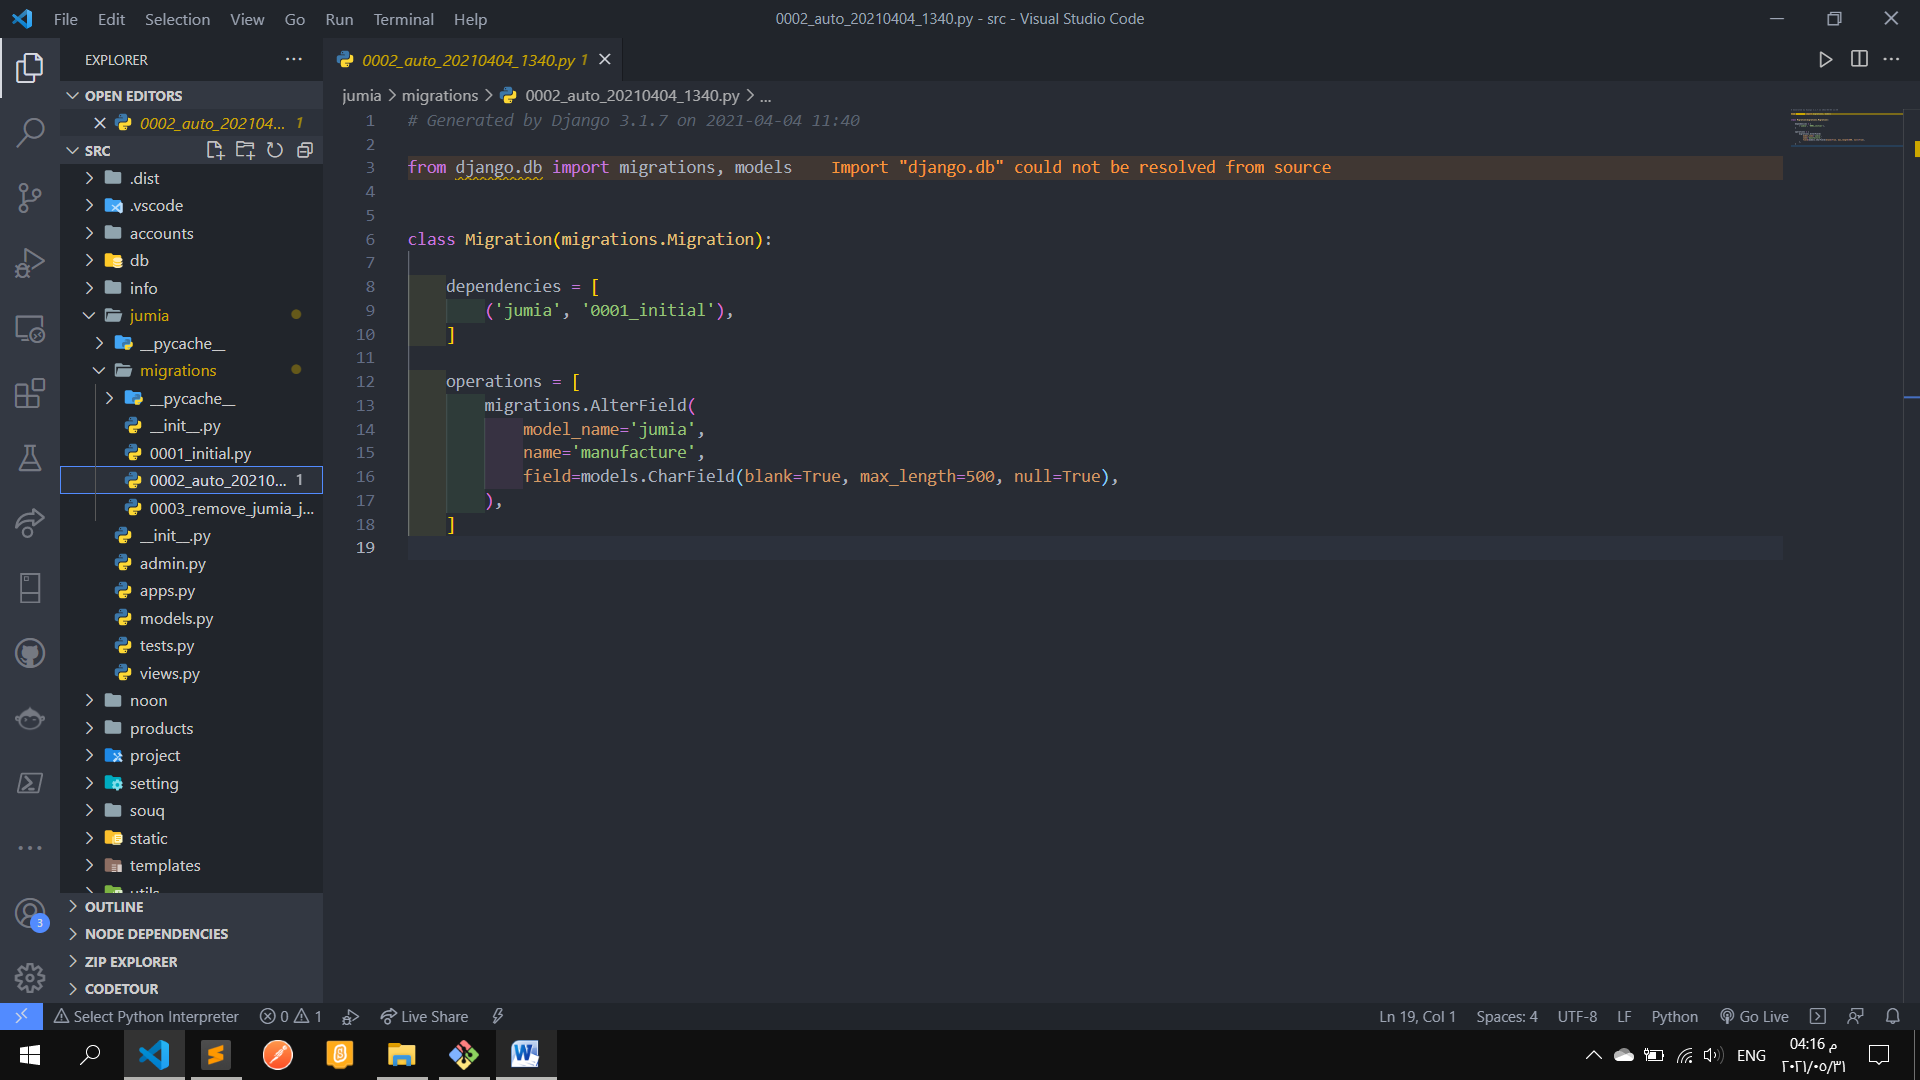 File Edit Selection View Go Run Terminal Help
0002_auto_20210404_1340.py - src - Visual Studio Code
EXPLORER
OPEN EDITORS
0002_auto_202104... 1
SRC
.dist
.vscode
accounts
db
info
jumia
__pycache__
migrations
__pycache__
__init__.py
0001_initial.py
0002_auto_20210... 1
0003_remove_jumia_j...
__init__.py
admin.py
apps.py
models.py
tests.py
views.py
noon
products
project
setting
souq
static
templates
utils
OUTLINE
NODE DEPENDENCIES
ZIP EXPLORER
CODETOUR
0002_auto_20210404_1340.py 1
jumia > migrations > 0002_auto_20210404_1340.py > ...
1 # Generated by Django 3.1.7 on 2021-04-04 11:40
2
3 from django.db import migrations, models Import "django.db" could not be resolved from source
4
5
6 class Migration(migrations.Migration):
7
8 dependencies = [
9 ('jumia', '0001_initial'),
10 ]
11
12 operations = [
13 migrations.AlterField(
14 model_name='jumia',
15 name='manufacture',
16 field=models.CharField(blank=True, max_length=500, null=True),
17 ),
18 ]
19
3
Select Python Interpreter 0 1 Live Share
Ln 19, Col 1 Spaces: 4 UTF-8 LF Python Go Live
ENG
04:16 م
٢٠٢١/٠٥/٣١